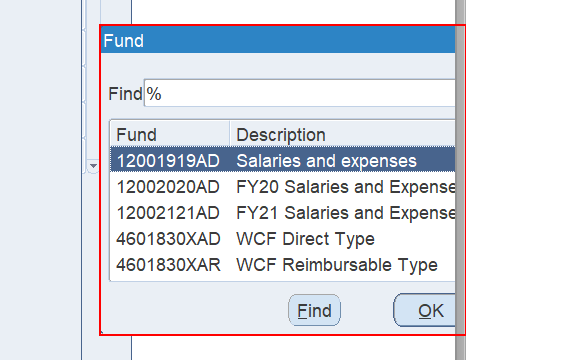 Fund
Find %
Fund Description
12001919AD Salaries and expenses
12002020AD FY20 Salaries and Expense
12002121AD FY21 Salaries and Expense
4601830XAD WCF Direct Type
4601830XAR WCF Reimbursable Type
Find OK